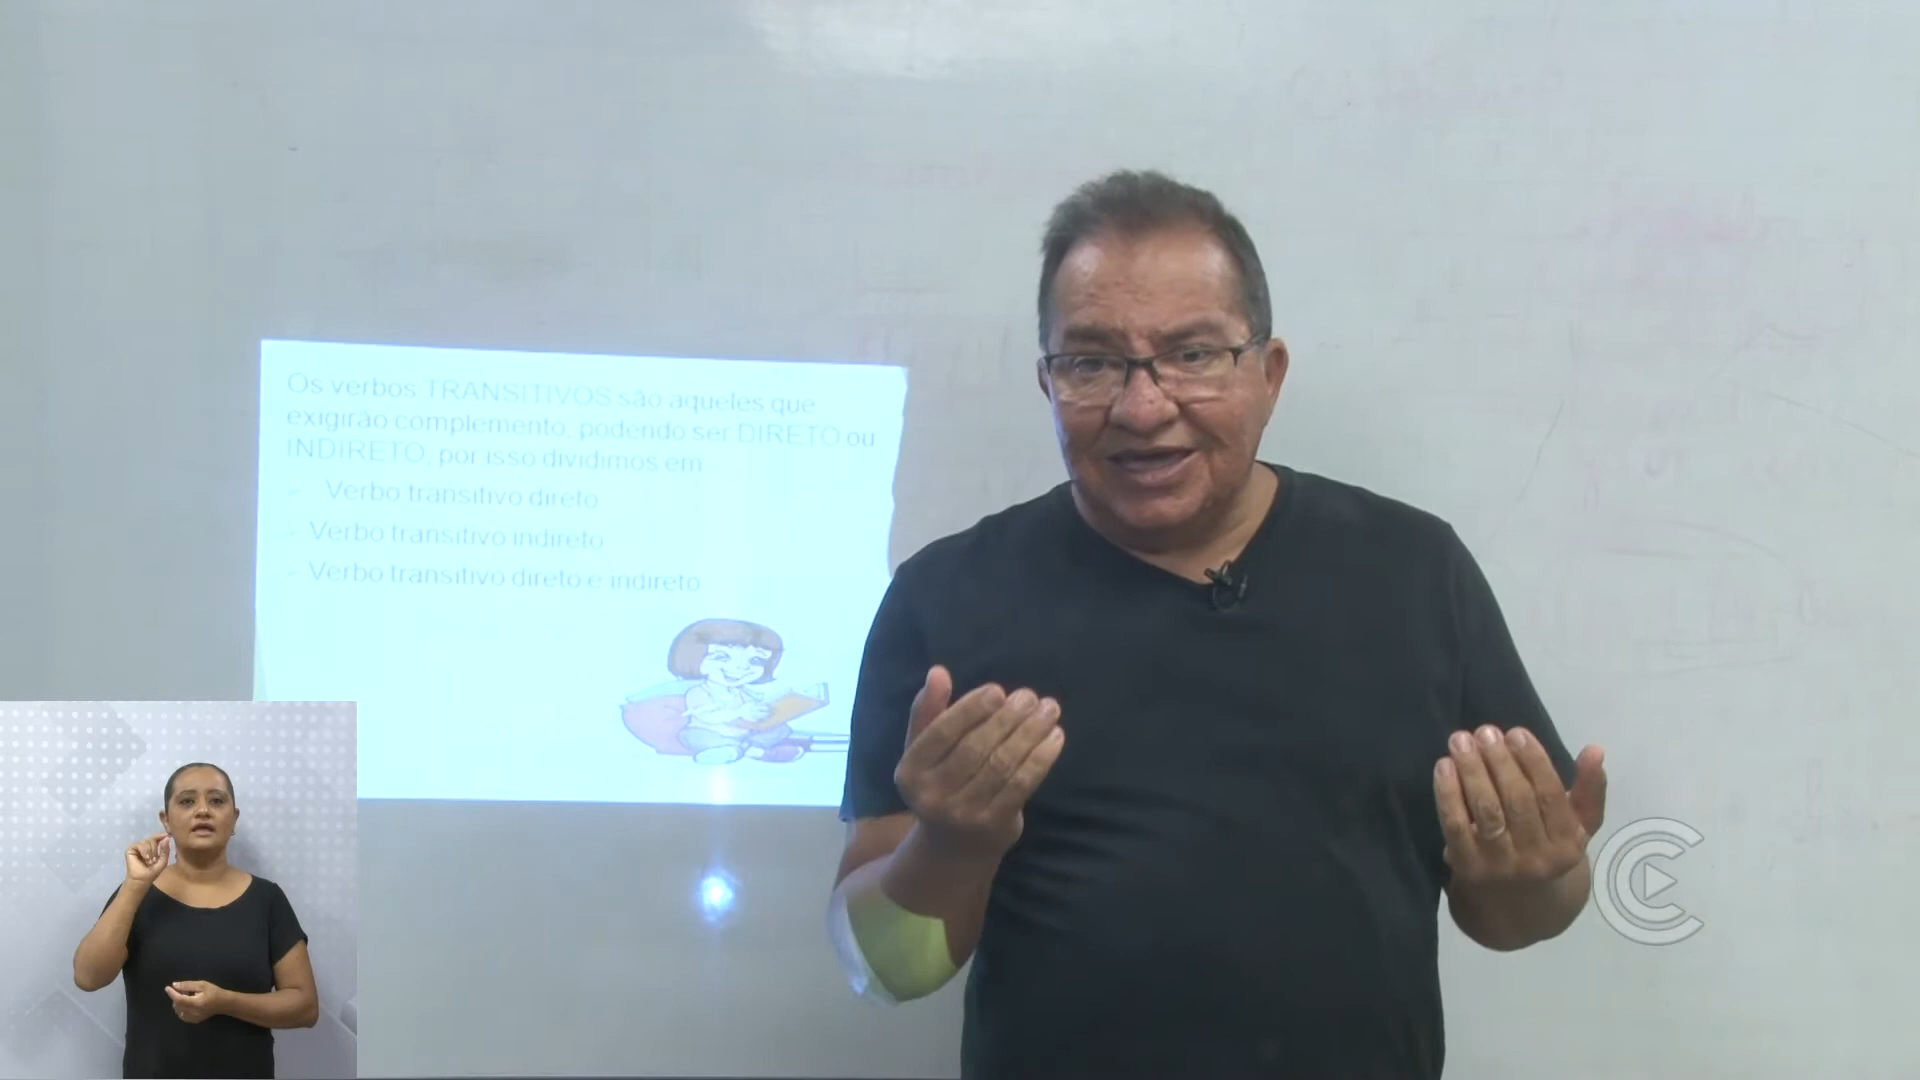 Os verbos TRANSITIVOS são aqueles que
exigirão complemento, podendo ser DIRETO ou
INDIRETO, por isso dividimos em
Verbo transitivo direto
Verbo transitivo indireto
Verbo transitivo direto e indireto